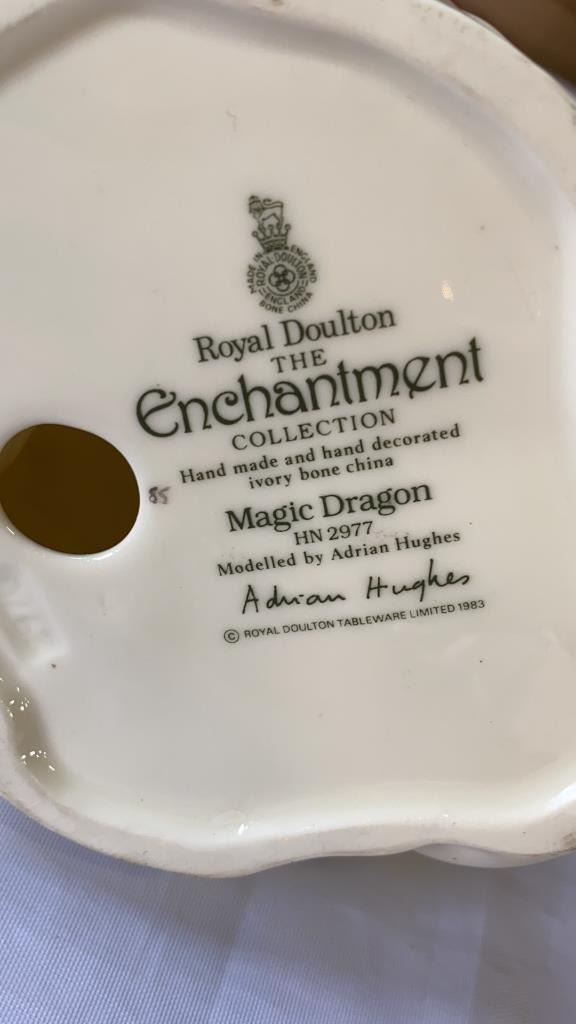 MADE IN ENGLAND
ROYAL DOULTON
ENGLAND
BONE CHINA
Royal Doulton
THE
Enchantment
COLLECTION
Hand made and hand decorated
ivory bone china
85
Magic Dragon
HN 2977
Modelled by Adrian Hughes
Adrian Hughes
© ROYAL DOULTON TABLEWARE LIMITED 1983